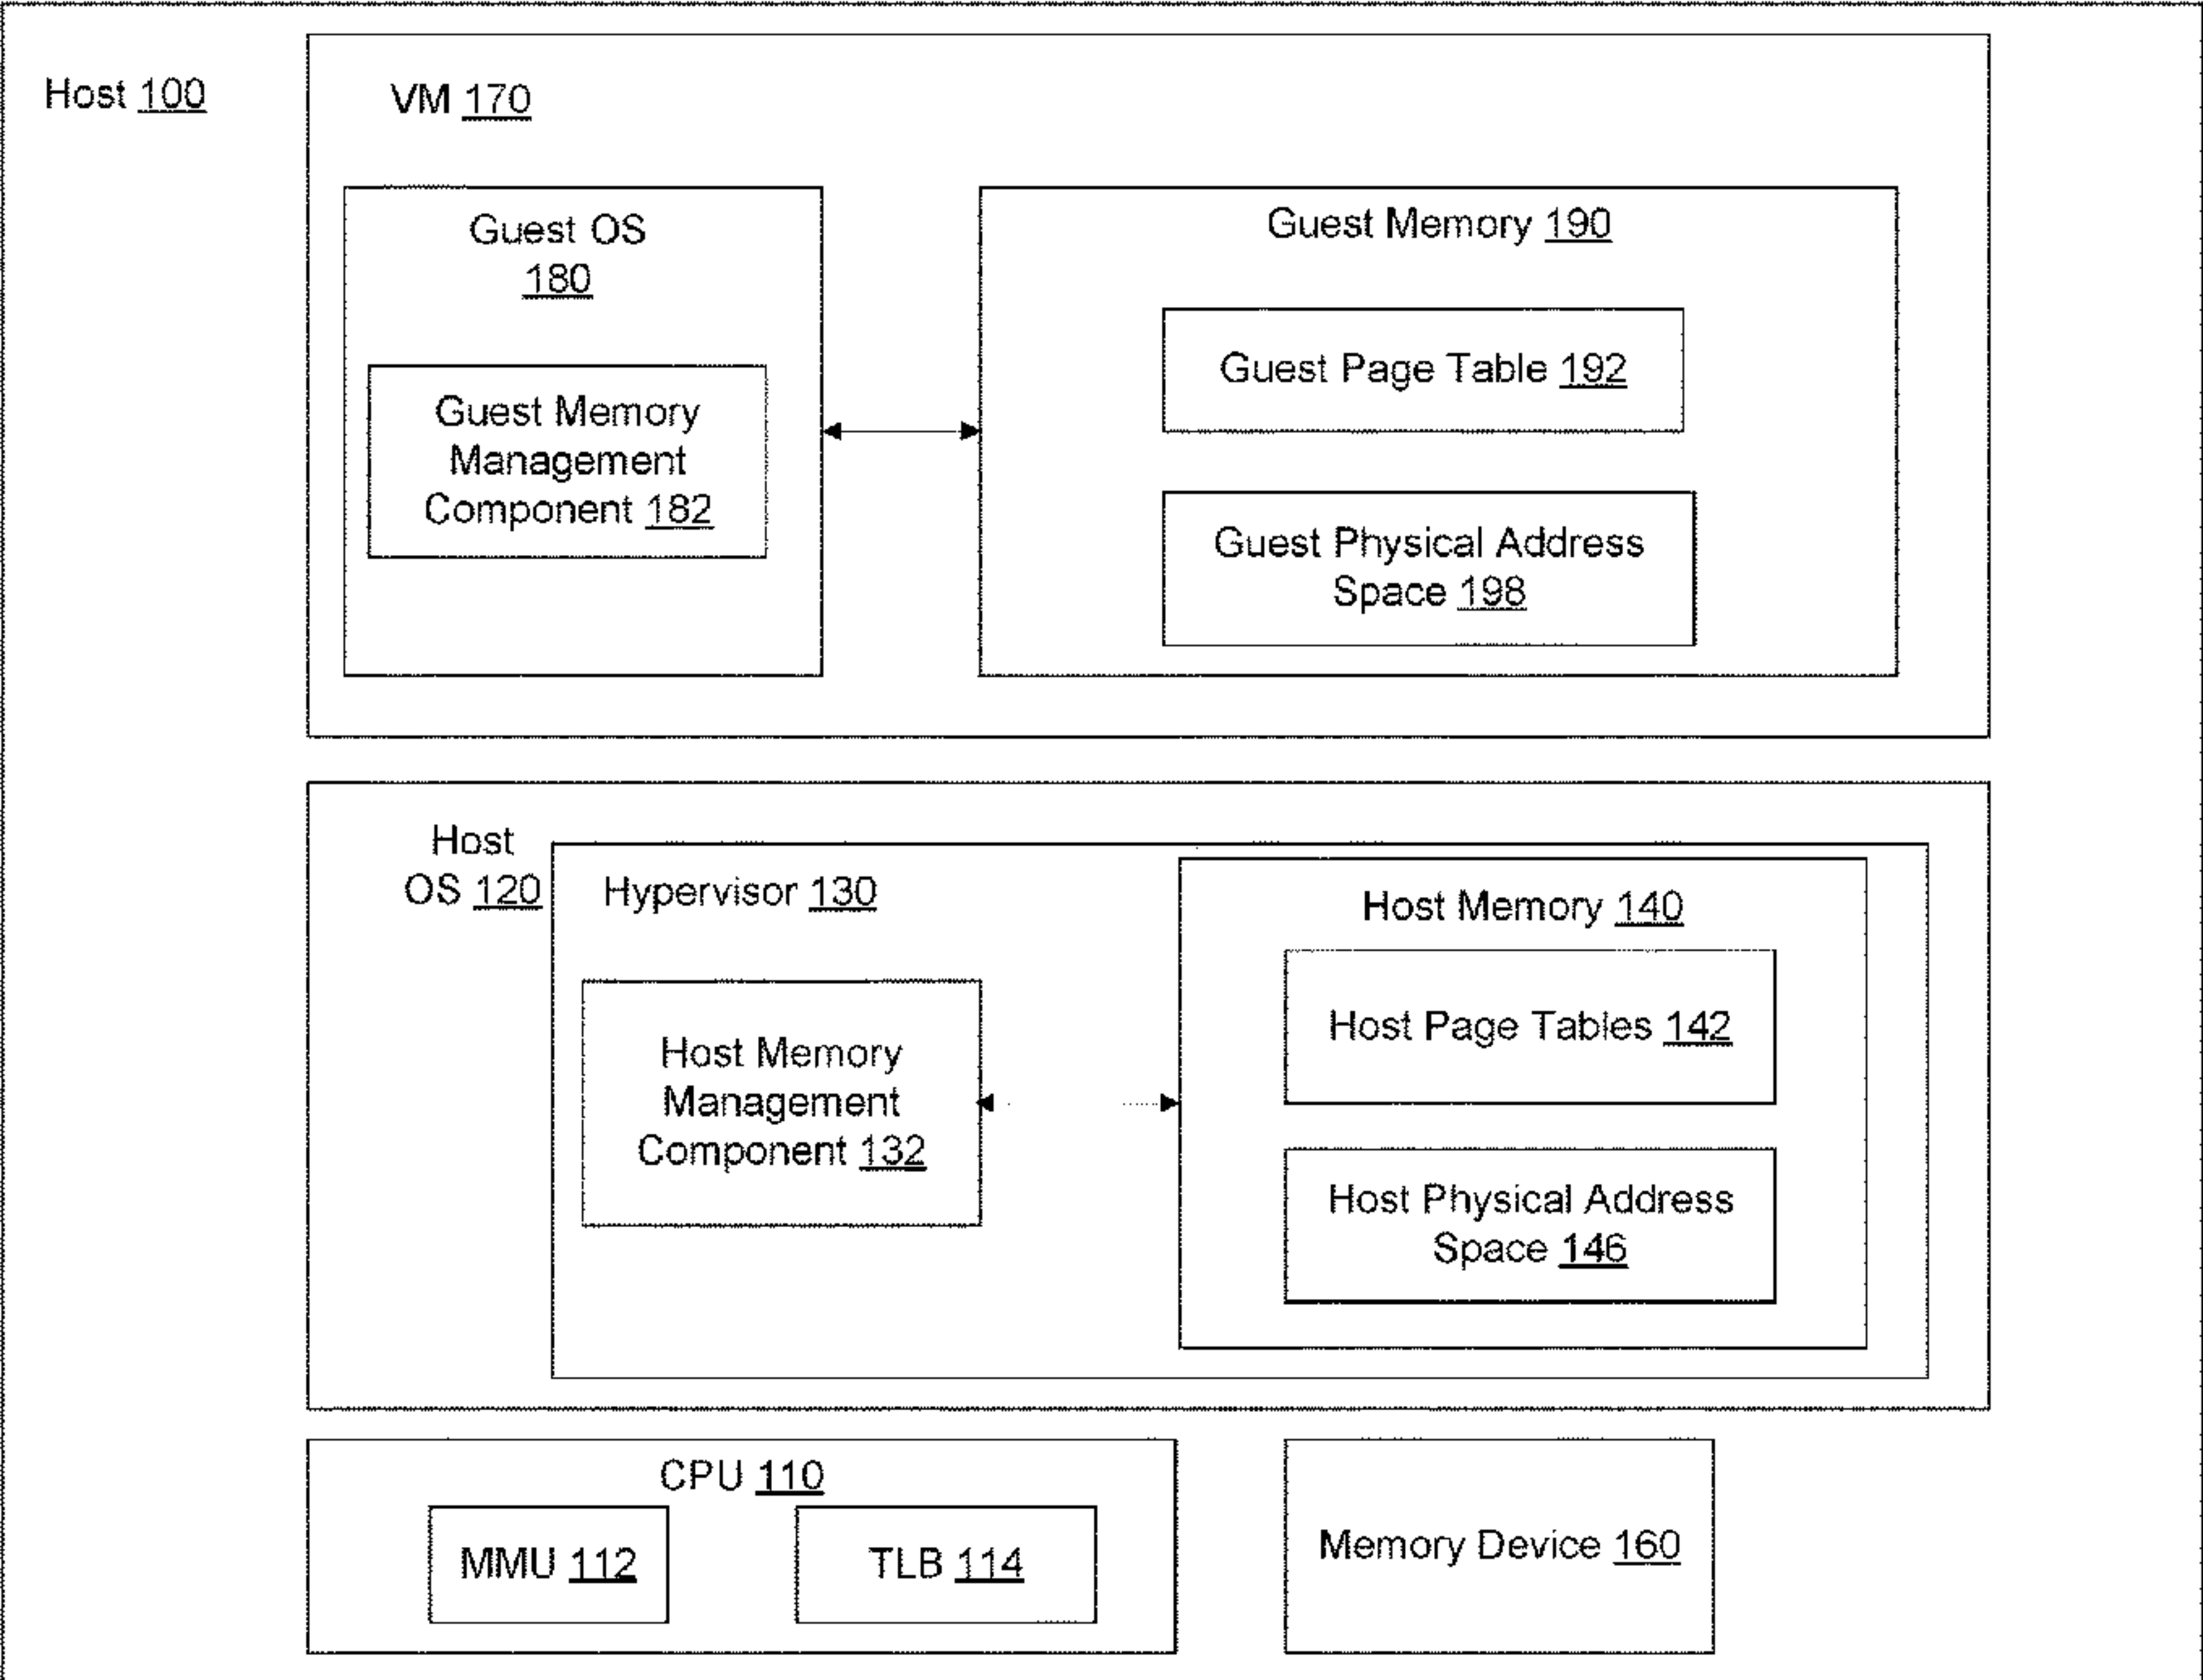 Host 100
VM 170
Guest OS
180
Guest Memory
Management
Component 182
Guest Memory 190
Guest Page Table 192
Guest Physical Address
Space 198
Host
OS 120
Hypervisor 130
Host Memory
Management
Component 132
Host Memory 140
Host Page Tables 142
Host Physical Address
Space 146
CPU 110
MMU 112
TLB 114
Memory Device 160